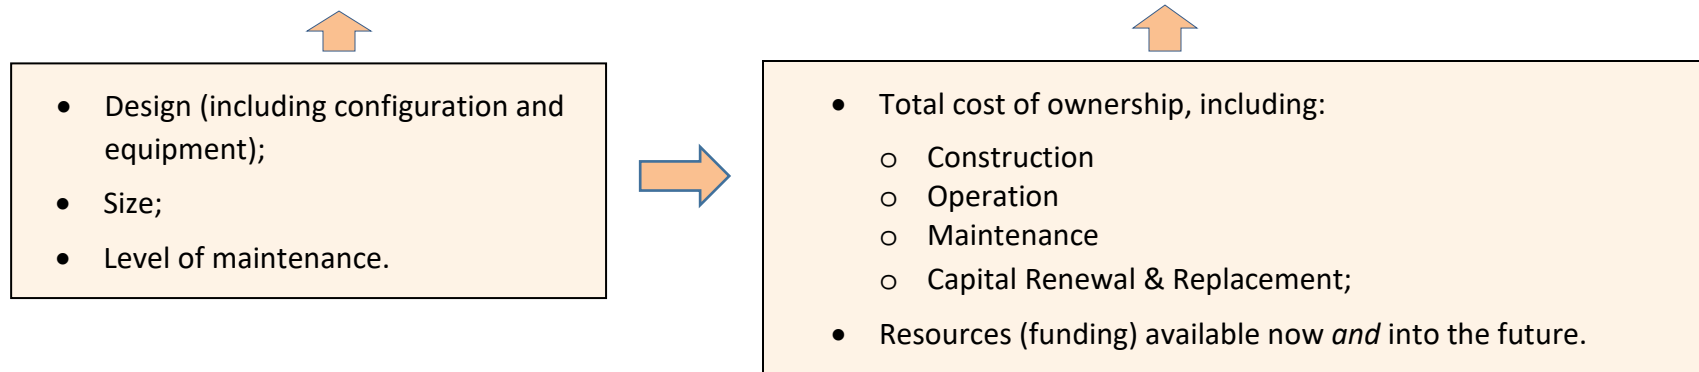 • Design (including configuration and
equipment);
• Size;
• Level of maintenance.
• Total cost of ownership, including:
o Construction
o Operation
o Maintenance
o Capital Renewal & Replacement;
• Resources (funding) available now and into the future.